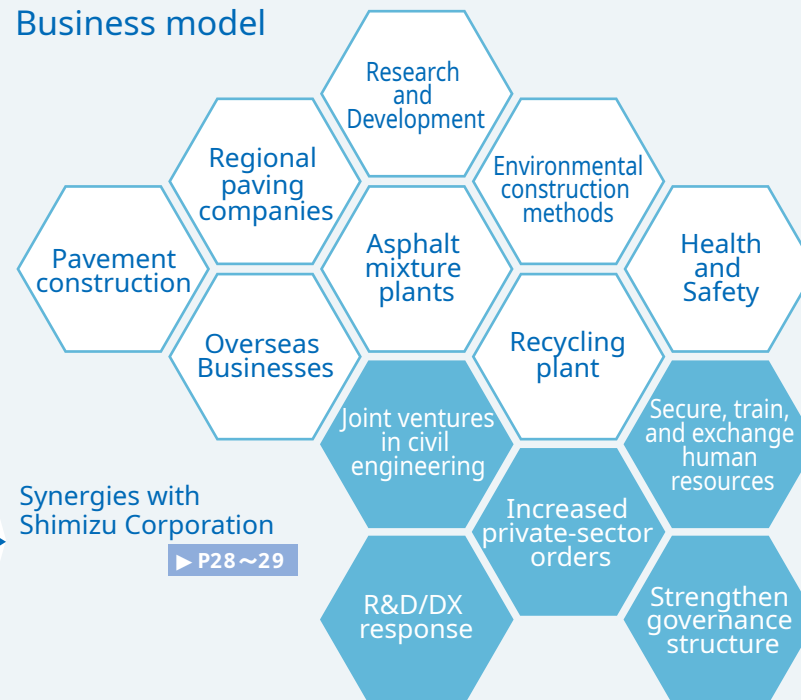 Business model
Research
and
Development
Regional
paving
companies
Environmental
construction
methods
Pavement
construction
Asphalt
mixture
plants
Health
and
Safety
Overseas
Businesses
Recycling
plant
Joint ventures
in civil
engineering
Secure, train,
and exchange
human
resources
Synergies with
Shimizu Corporation
▶ P28～29
Increased
private-sector
orders
R&D/DX
response
Strengthen
governance
structure